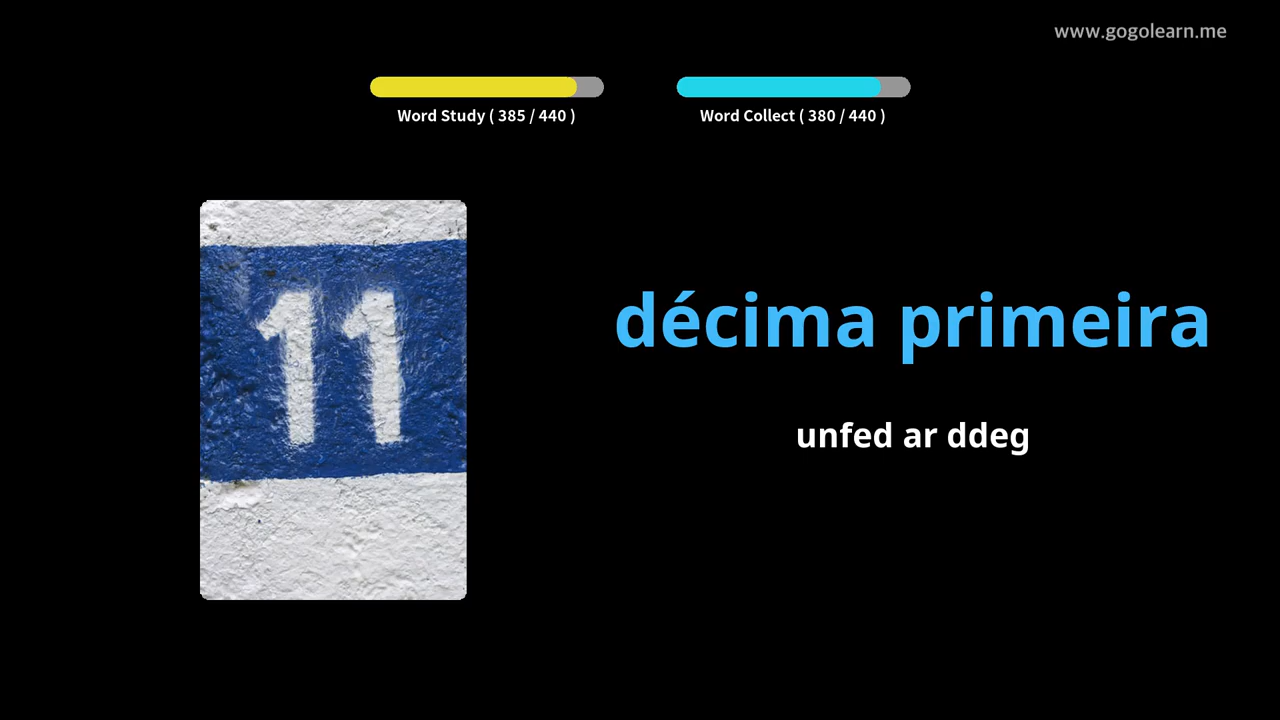 www.gogolearn.me
Word Study ( 385 / 440 )
Word Collect ( 380 / 440 )
11
décima primeira
unfed ar ddeg